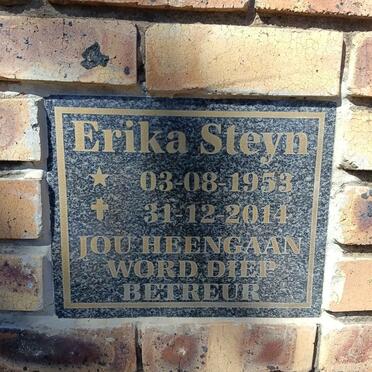 Erika Steyn
★ 03-08-1953
✝ 31-12-2014
JOU HEENGAAN
WORD DIEP
BETREUR